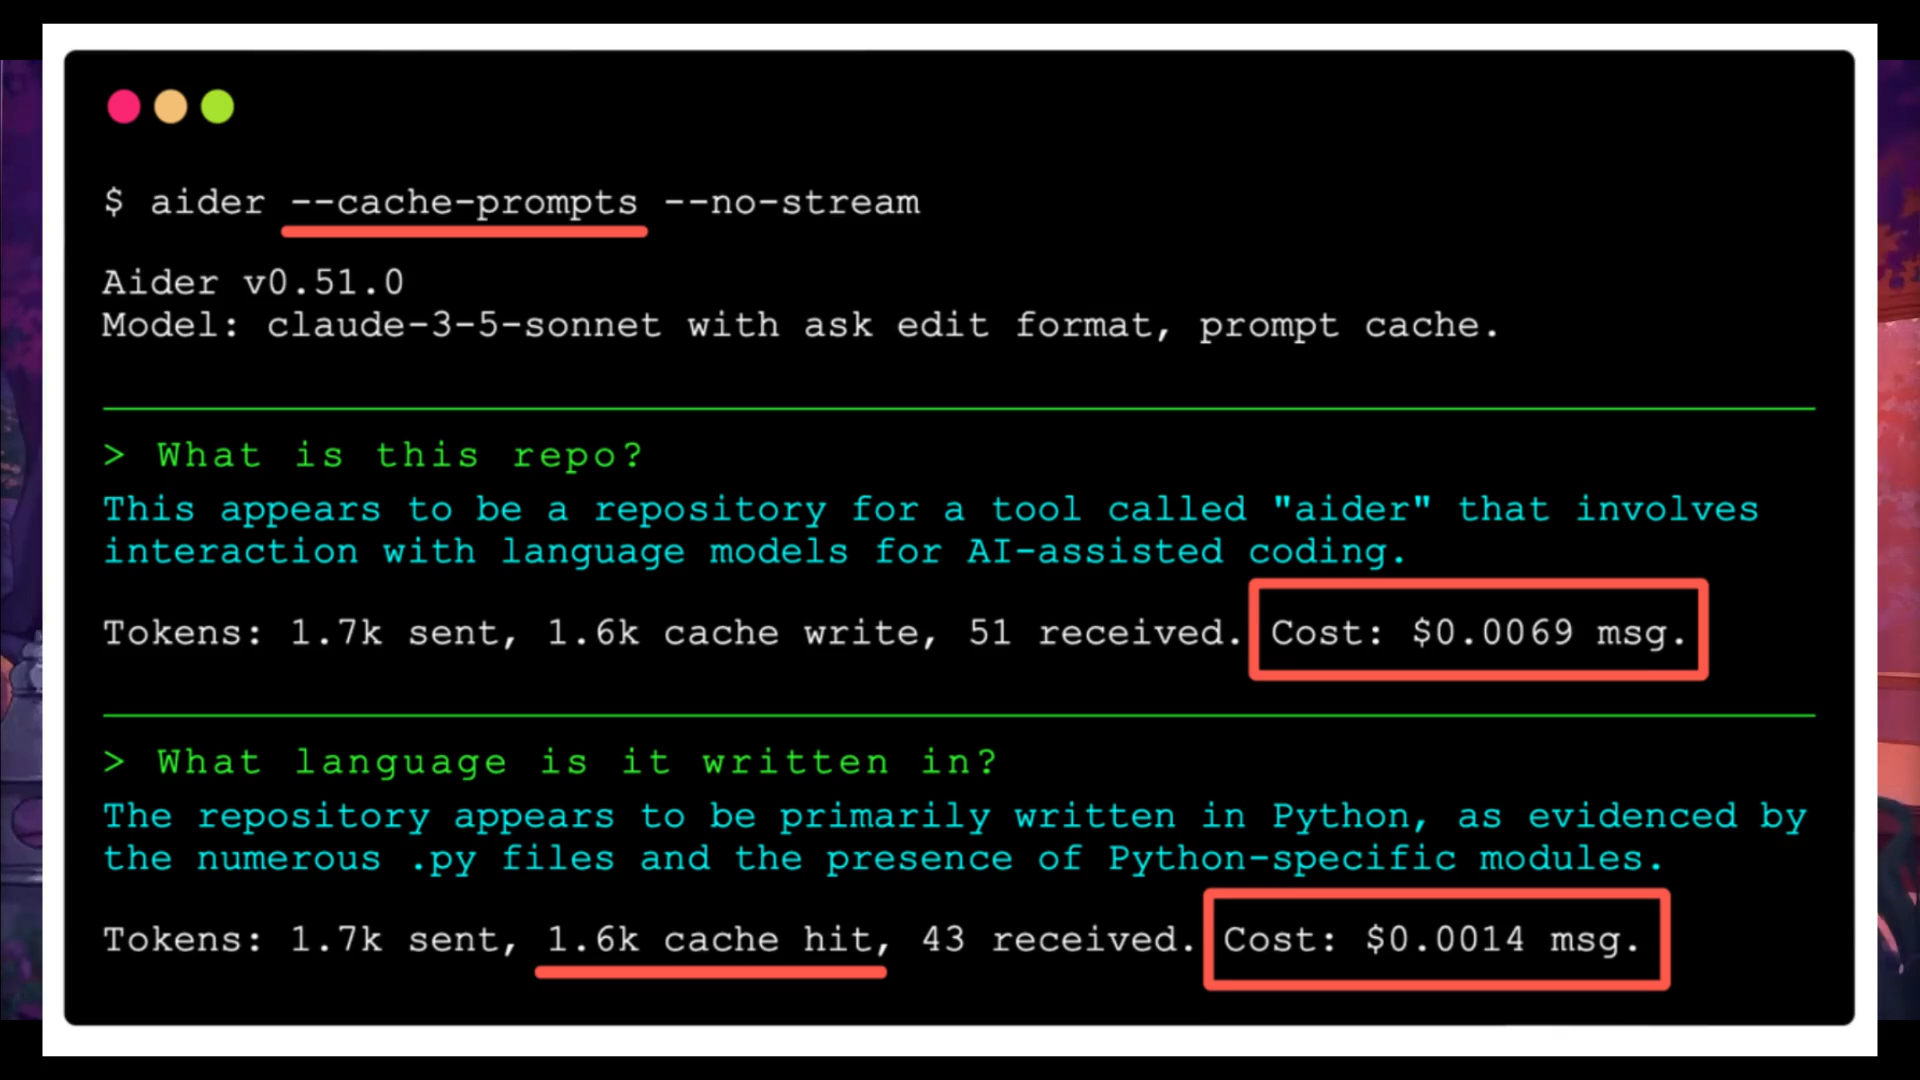 $ aider --cache-prompts --no-stream
Aider v0.51.0
Model: claude-3-5-sonnet with ask edit format, prompt cache.
> What is this repo?
This appears to be a repository for a tool called "aider" that involves
interaction with language models for AI-assisted coding.
Tokens: 1.7k sent, 1.6k cache write, 51 received. Cost: $0.0069 msg.
> What language is it written in?
The repository appears to be primarily written in Python, as evidenced by
the numerous .py files and the presence of Python-specific modules.
Tokens: 1.7k sent, 1.6k cache hit, 43 received. Cost: $0.0014 msg.